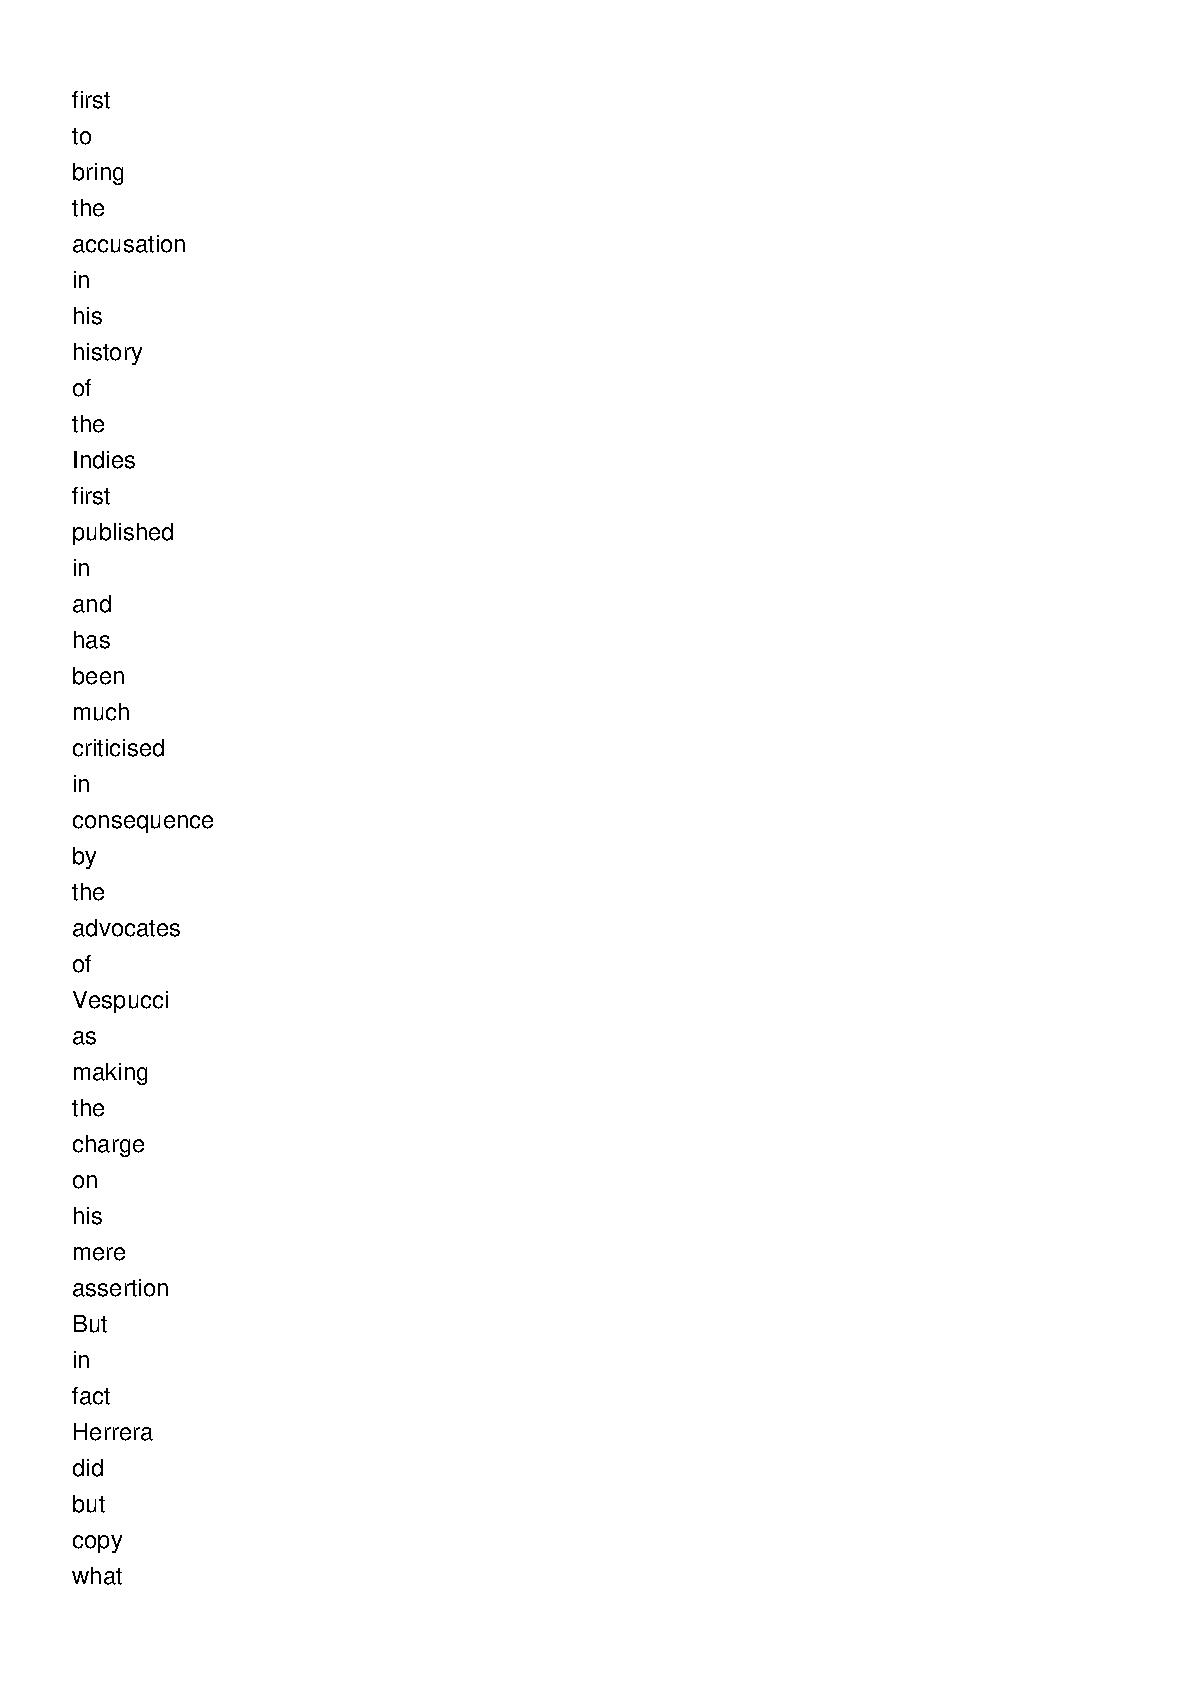 first
to
bring
the
accusation
in
his
history
of
the
Indies
first
published
in
and
has
been
much
criticised
in
consequence
by
the
advocates
of
Vespucci
as
making
the
charge
on
his
mere
assertion
But
in
fact
Herrera
did
but
copy
what